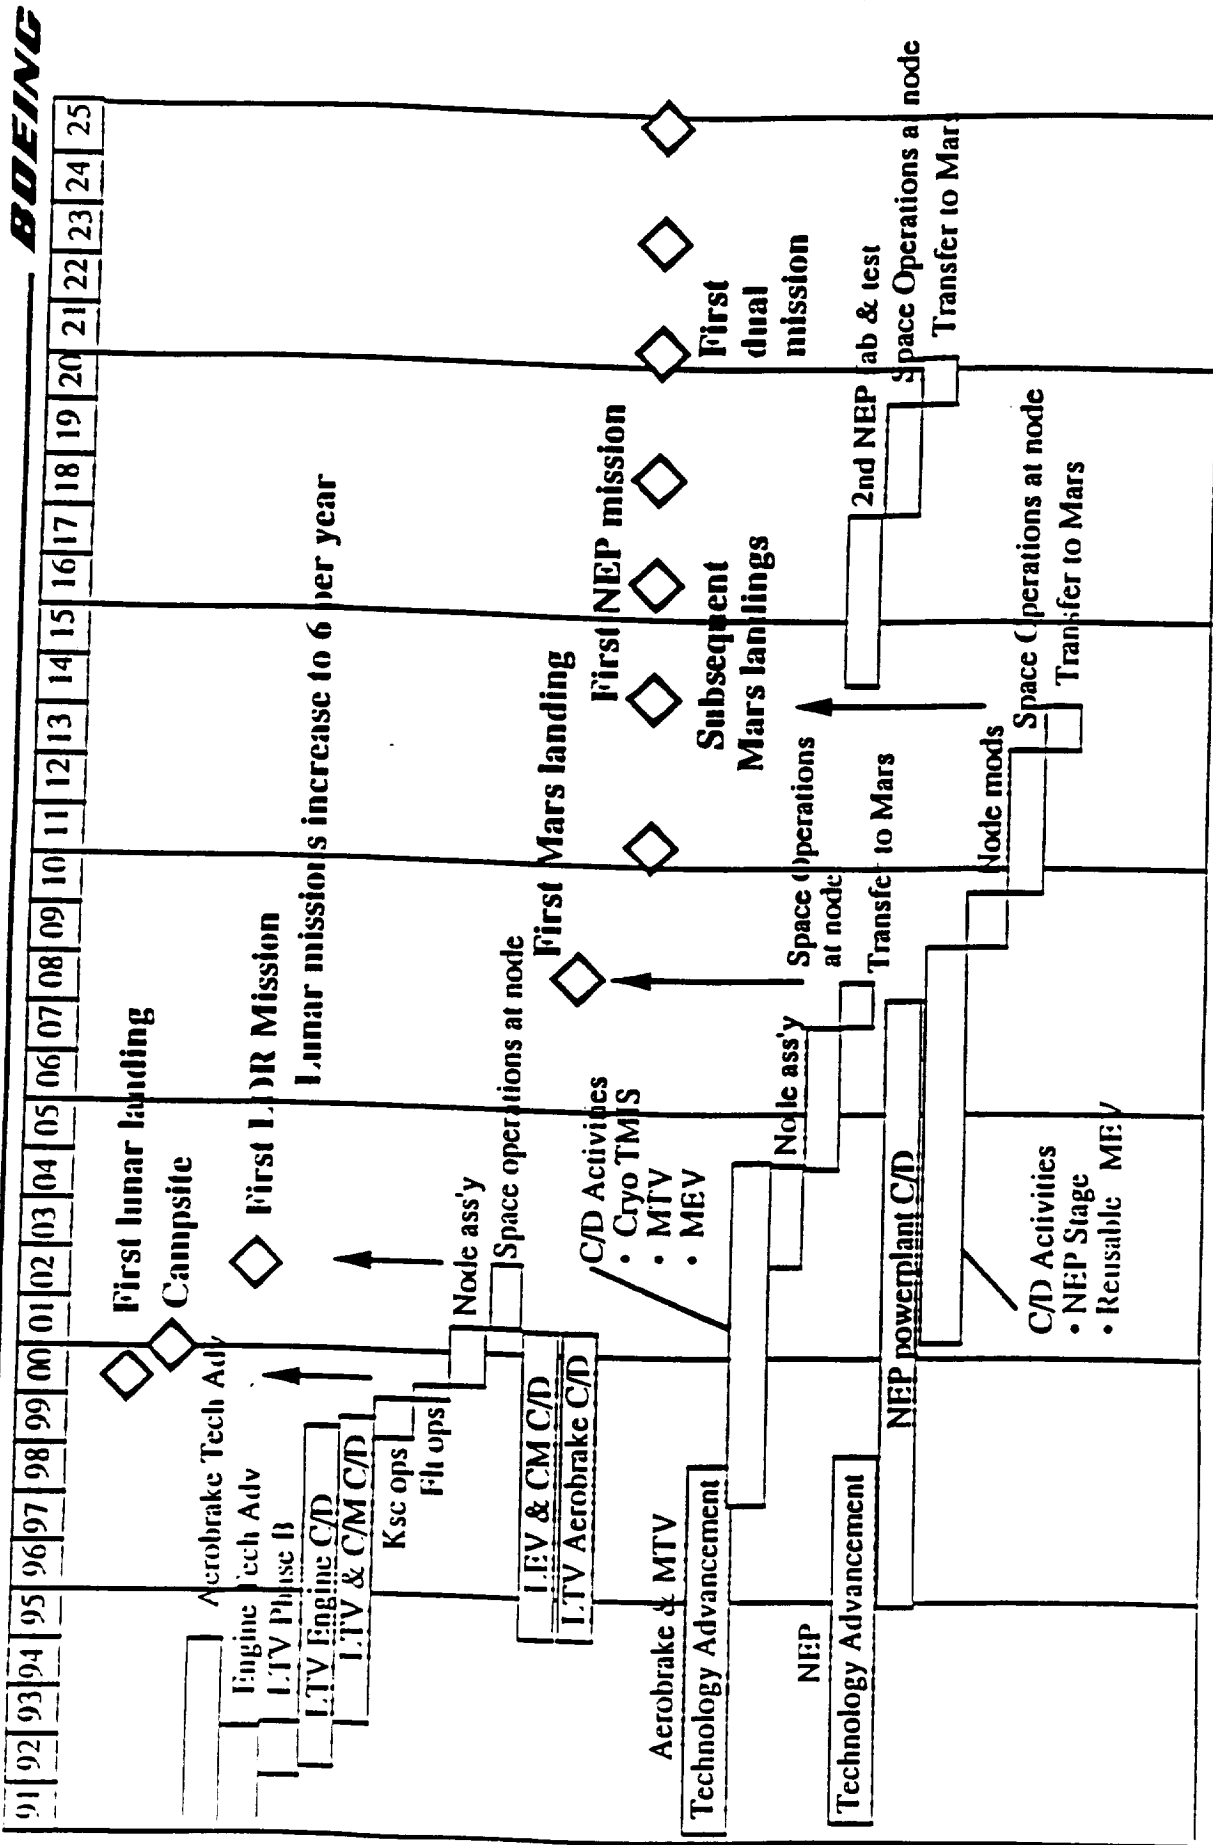 BOEING
91 92 93 94 95 96 97 98 99 00 01 02 03 04 05 06 07 08 09 10 11 12 13 14 15 16 17 18 19 20 21 22 23 24 25
First lunar landing
Campsite
Aerobrake Tech Adv
Engine Tech Adv
First LDR Mission
LTV Phase B
Lunar missions increase to 6 per year
LTV Engine C/D
LTV & C/M C/D
Ksc ops
Flt ops
Node ass'y
Space operations at node
LEV & CM C/D
LTV Aerobrake C/D
First Mars landing
First NEP mission
Subsequent
Mars landings
First
dual
mission
C/D Activities
• Cryo TMIS
• MTV
• MEV
Aerobrake & MTV
Technology Advancement
Node ass'y
Space Operations
at node
Transfer to Mars
NEP
Technology Advancement
NEP powerplant C/D
2nd NEP fab & test
Space Operations at node
Transfer to Mars
Node mods
Space Operations at node
Transfer to Mars
C/D Activities
• NEP Stage
• Reusable MEV